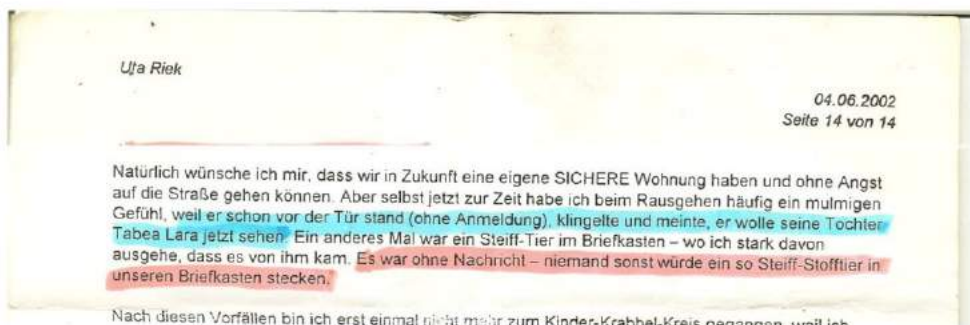 Uta Riek
04.06.2002
Seite 14 von 14
Natürlich wünsche ich mir, dass wir in Zukunft eine eigene SICHERE Wohnung haben und ohne Angst
auf die Straße gehen können. Aber selbst jetzt zur Zeit habe ich beim Rausgehen häufig ein mulmigen
Gefühl, weil er schon vor der Tür stand (ohne Anmeldung), klingelte und meinte, er wolle seine Tochter
Tabea Lara jetzt sehen. Ein anderes Mal war ein Steiff-Tier im Briefkasten – wo ich stark davon
ausgehe, dass es von ihm kam. Es war ohne Nachricht – niemand sonst würde ein so Steiff-Stofftier in
unseren Briefkasten stecken.
Nach diesen Vorfällen bin ich erst einmal nicht mehr zum Kinder-Krabbel-Kreis gegangen, weil ich